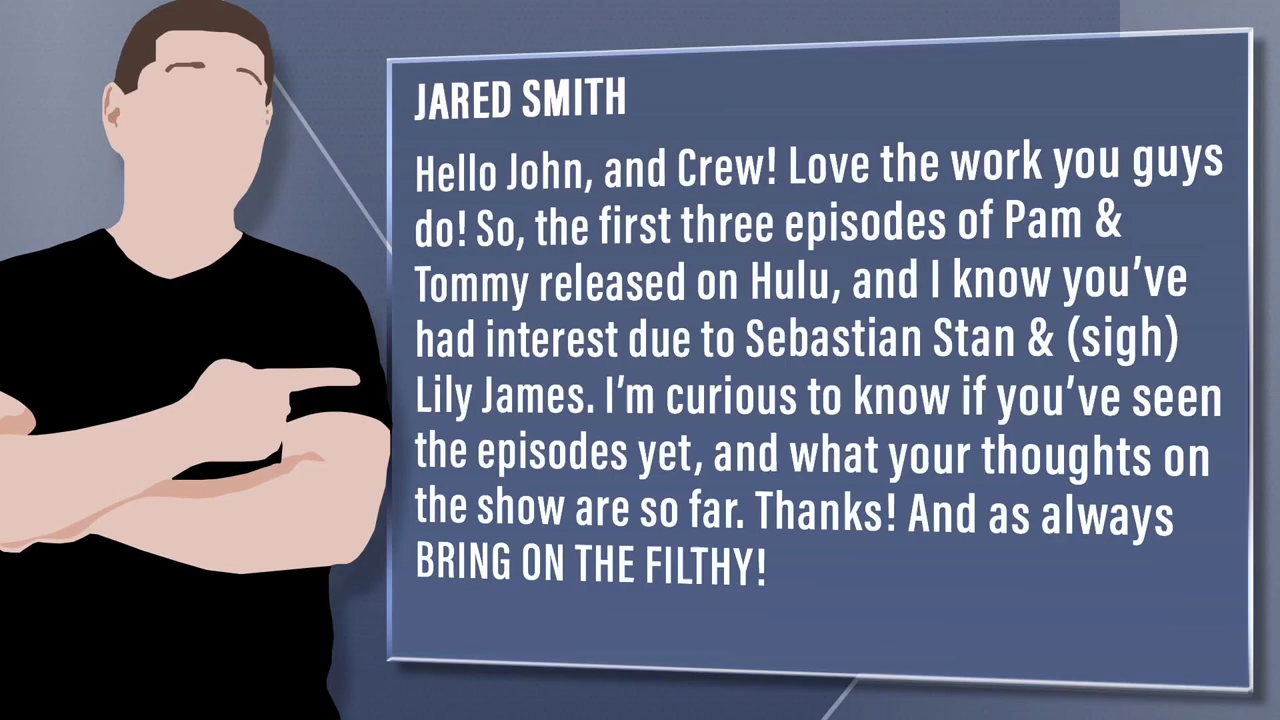 JARED SMITH
Hello John, and Crew! Love the work you guys
do! So, the first three episodes of Pam &
Tommy released on Hulu, and I know you’ve
had interest due to Sebastian Stan & (sigh)
Lily James. I’m curious to know if you’ve seen
the episodes yet, and what your thoughts on
the show are so far. Thanks! And as always
BRING ON THE FILTHY!